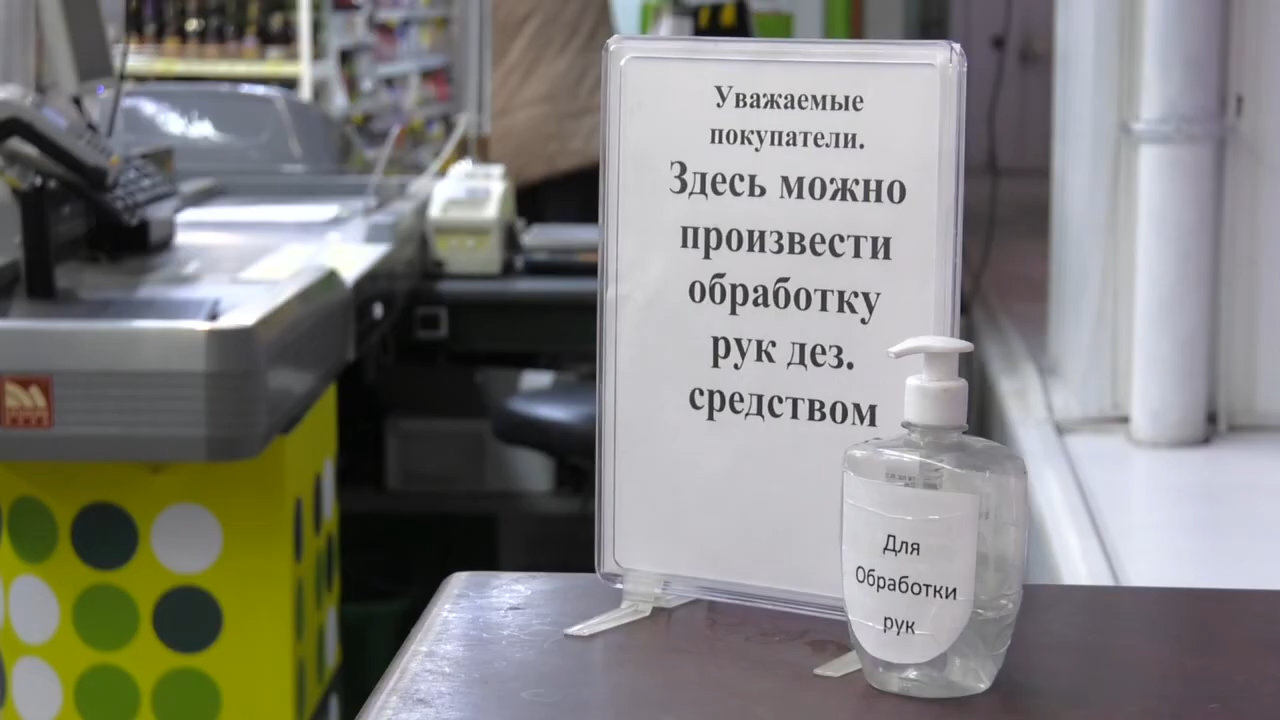 Уважаемые
покупатели.
Здесь можно
произвести
обработку
рук дез.
средством
Для
Обработки
рук